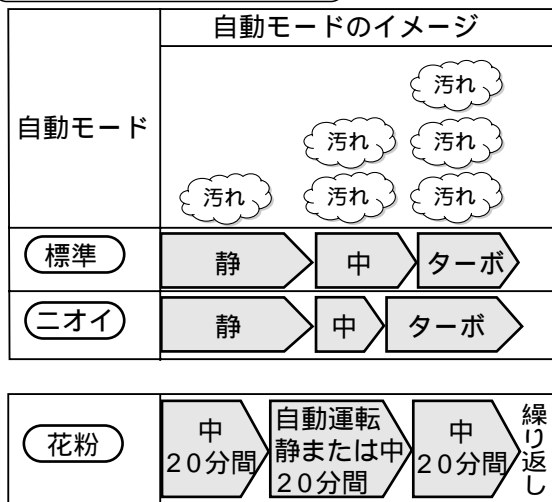 自動モードのイメージ
自動モード
汚れ
汚れ 汚れ
汚れ 汚れ 汚れ
標準 静 中 ターボ
ニオイ 静 中 ターボ
花粉
中
20分間
自動運転
静または中
20分間
中
20分間
繰り返し